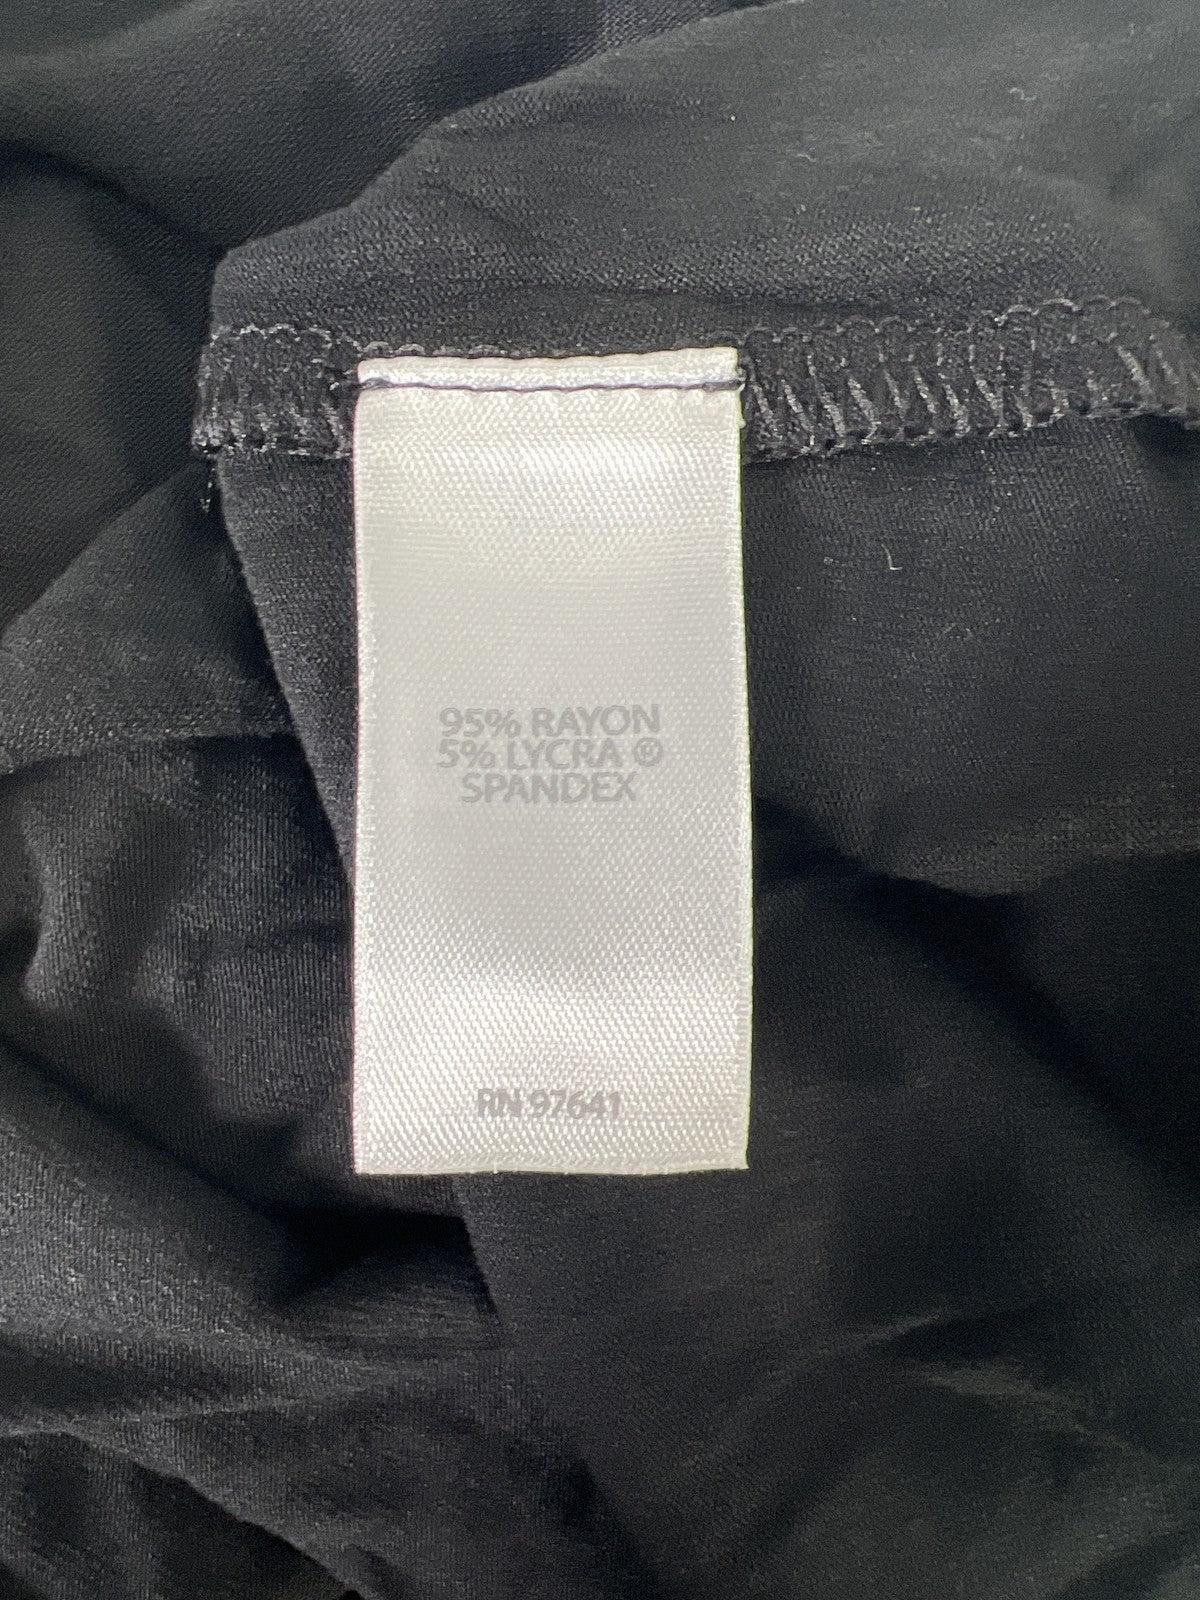 95% RAYON
5% LYCRA ®
SPANDEX
RN 97641